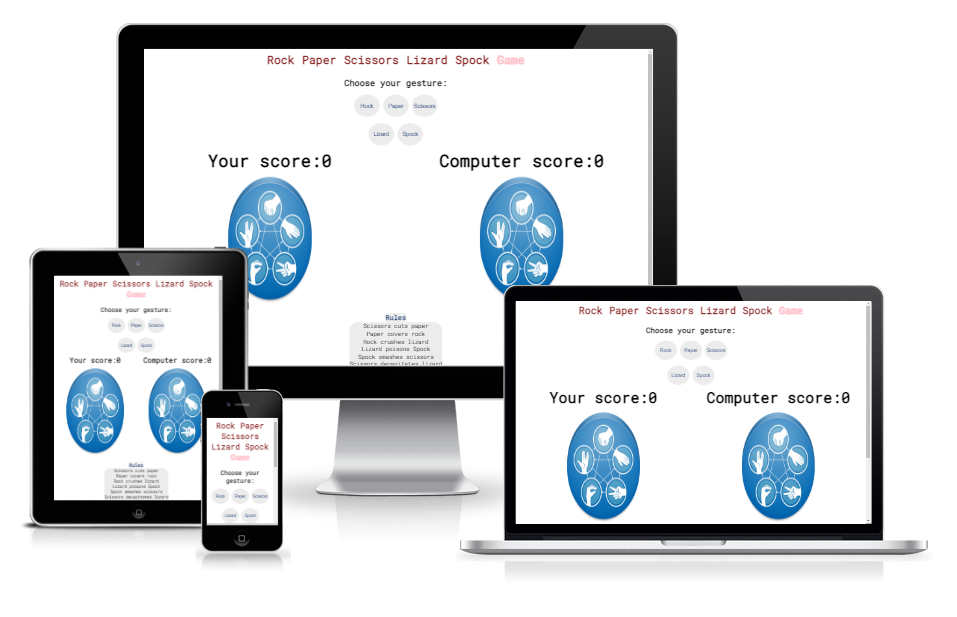 Rock Paper Scissors Lizard Spock Game
Choose your gesture:
Rock Paper Scissors
Lizard Spock
Your score:0 Computer score:0
Rules
Scissors cuts paper
Paper covers rock
Rock crushes lizard
Lizard poisons Spock
Spock smashes scissors
Scissors decapitates lizard
Rock Paper Scissors Lizard Spock
Game
Choose your gesture:
Rock Paper Scissors
Lizard Spock
Your score:0 Computer score:0
Rules
Scissors cuts paper
Paper covers rock
Rock crushes lizard
Lizard poisons Spock
Spock smashes scissors
Scissors decapitates lizard
Rock Paper
Scissors
Lizard Spock
Game
Choose your
gesture:
Rock Paper Scissors
Lizard Spock
Rock Paper Scissors Lizard Spock Game
Choose your gesture:
Rock Paper Scissors
Lizard Spock
Your score:0 Computer score:0